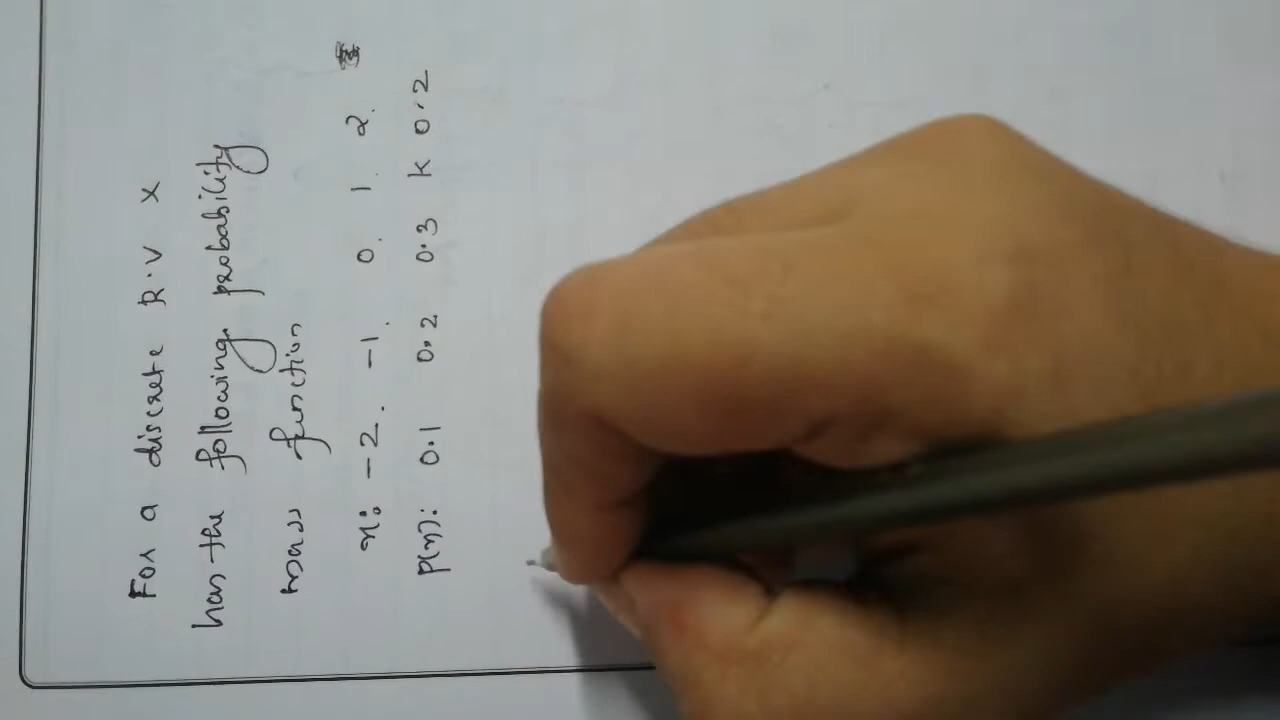 For a discrete R.V X
has the following probability
mass function
x: -2. -1. 0. 1. 2.
P(x): 0.1 0.2 0.3 k 0.2